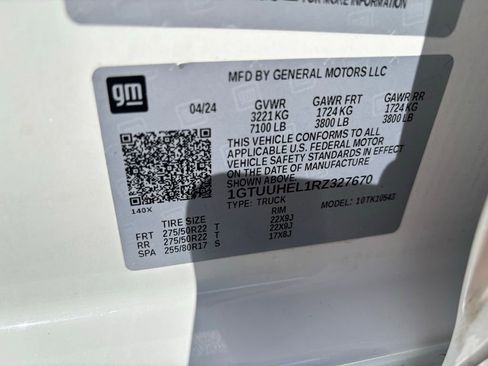 FOR MORE INFORMATION
gm
MFD BY GENERAL MOTORS LLC
04/24 GVWR GAWR FRT GAWR RR
3221 KG 1724 KG 1724 KG
7100 LB 3800 LB 3800 LB
THIS VEHICLE CONFORMS TO ALL
APPLICABLE U.S. FEDERAL MOTOR
VEHICLE SAFETY STANDARDS IN EFFECT
ON THE DATE OF MANUFACTURE
SHOWN ABOVE
1GTUUHEL1RZ327670
TYPE: TRUCK MODEL: 10TK10543
140X
TIRE SIZE RIM
FRT 275/50R22 T 22X9J
RR 275/50R22 T 22X9J
SPA 255/80R17 S 17X8J